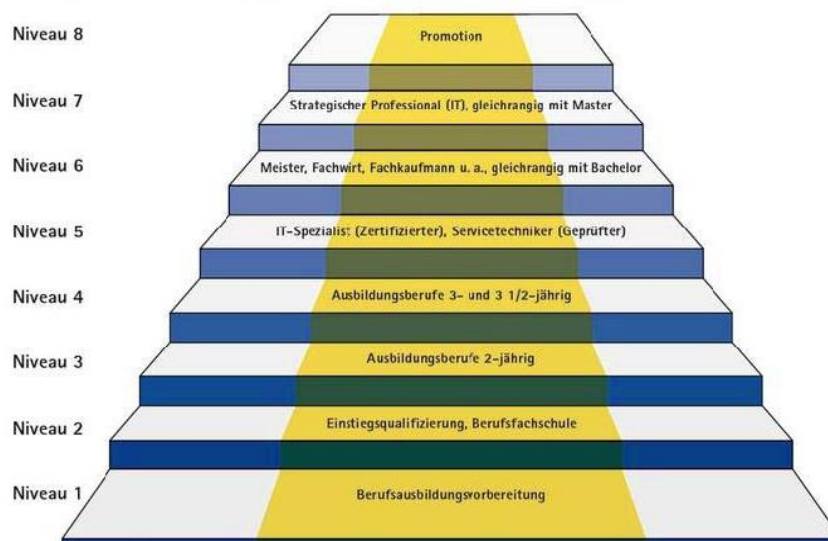 Niveau 8 Promotion
Niveau 7 Strategischer Professional (IT), gleichrangig mit Master
Niveau 6 Meister, Fachwirt, Fachkaufmann u. a., gleichrangig mit Bachelor
Niveau 5 IT-Spezialist (Zertifizierter), Servicetechniker (Geprüfter)
Niveau 4 Ausbildungsberufe 3- und 3 1/2-jährig
Niveau 3 Ausbildungsberufe 2-jährig
Niveau 2 Einstiegsqualifizierung, Berufsfachschule
Niveau 1 Berufsausbildungsvorbereitung